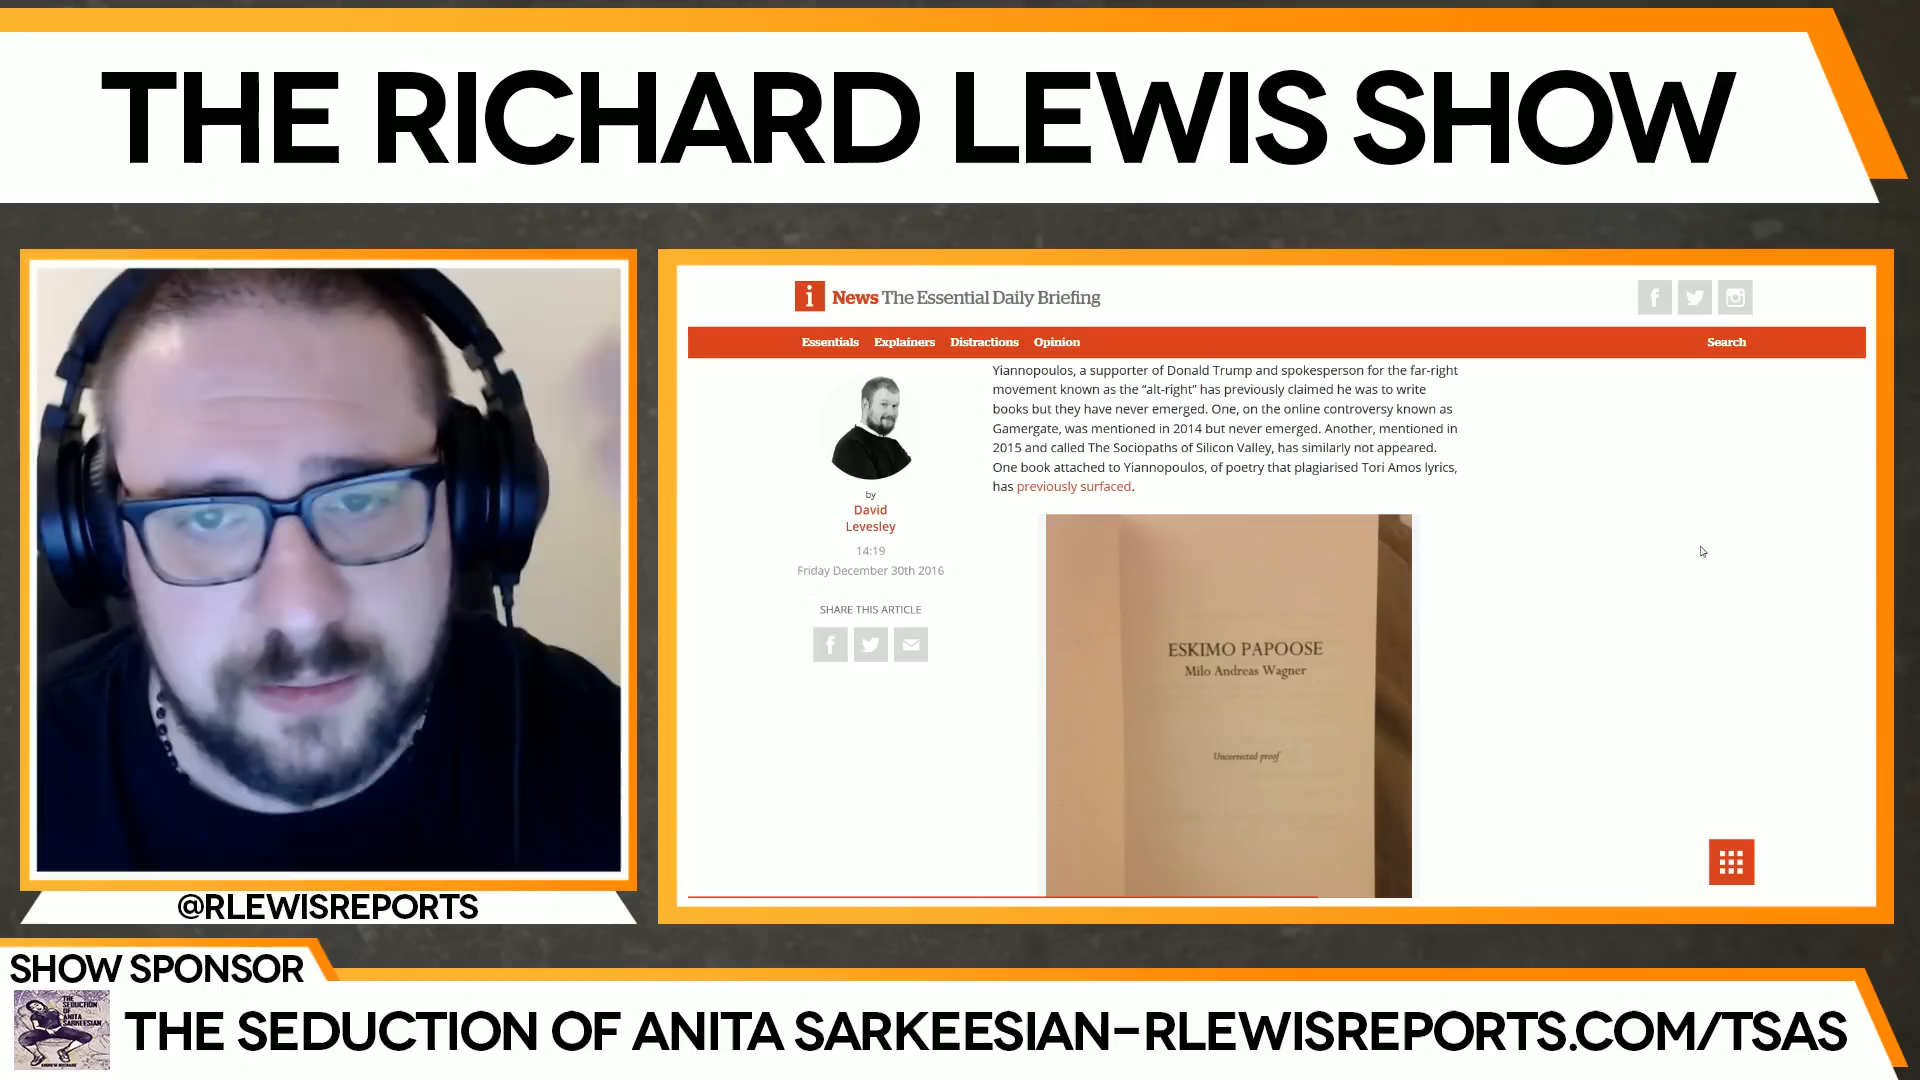 THE RICHARD LEWIS SHOW
i News The Essential Daily Briefing
Essentials Explainers Distractions Opinion Search
by
David
Levesley
14:19
Friday December 30th 2016
SHARE THIS ARTICLE
Yiannopoulos, a supporter of Donald Trump and spokesperson for the far-right
movement known as the “alt-right” has previously claimed he was to write
books but they have never emerged. One, on the online controversy known as
Gamergate, was mentioned in 2014 but never emerged. Another, mentioned in
2015 and called The Sociopaths of Silicon Valley, has similarly not appeared.
One book attached to Yiannopoulos, of poetry that plagiarised Tori Amos lyrics,
has previously surfaced.
ESKIMO PAPOOSE
Milo Andreas Wagner
Uncorrected proof
@RLEWISREPORTS
SHOW SPONSOR
THE
SEDUCTION
OF
ANITA
SARKEESIAN
THE SEDUCTION OF ANITA SARKEESIAN–RLEWISREPORTS.COM/TSAS